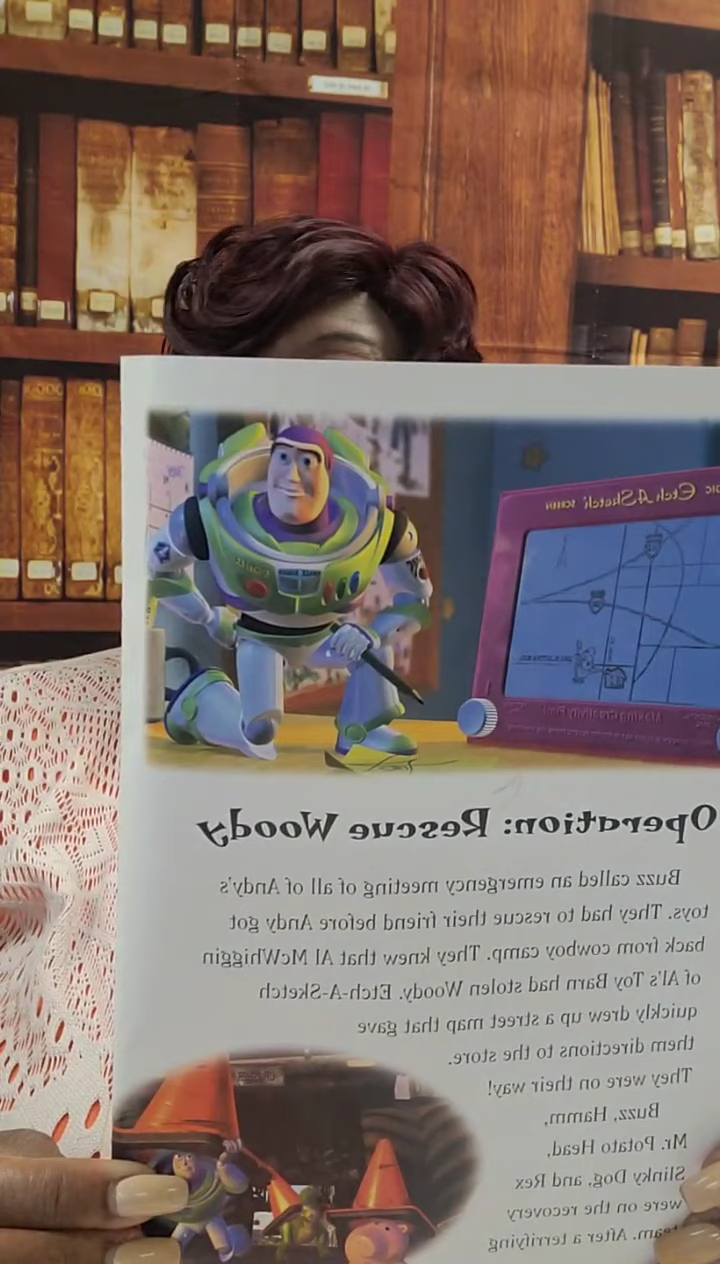 Etch A Sketch SCREEN
Operation: Rescue Woody
Buzz called an emergency meeting of all of Andy's
toys. They had to rescue their friend before Andy got
back from cowboy camp. They knew that Al McWhiggin
of Al's Toy Barn had stolen Woody. Etch-A-Sketch
quickly drew up a street map that gave
them directions to the store.
They were on their way!
Buzz, Hamm,
Mr. Potato Head,
Slinky Dog, and Rex
were on the recovery
team. After a terrifying